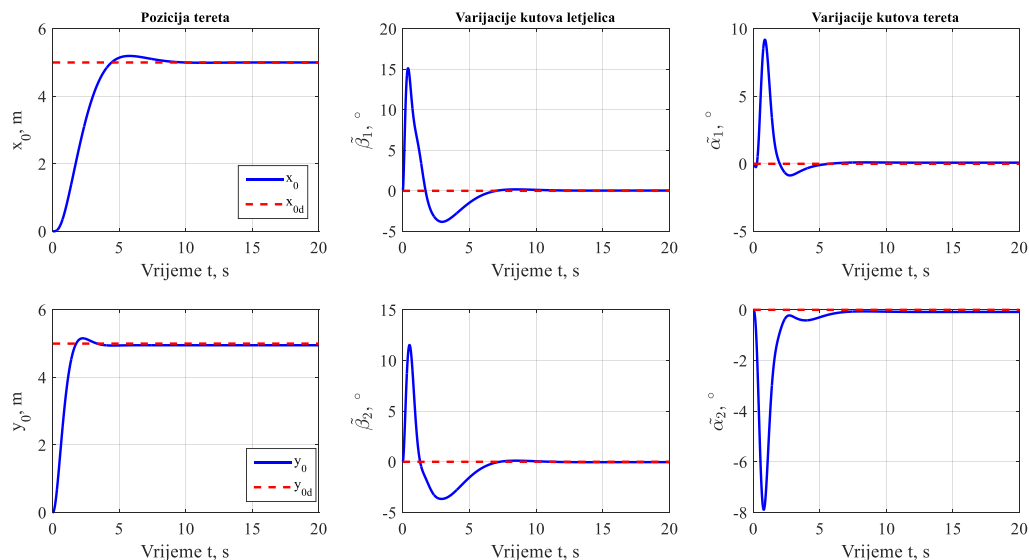 Pozicija tereta
6
4
2
0
x₀, m
x₀
x₀d
0 5 10 15 20
Vrijeme t, s
Varijacije kutova letjelica
20
15
10
5
0
-5
β̃₁, °
0 5 10 15 20
Vrijeme t, s
Varijacije kutova tereta
10
5
0
-5
α̃₁, °
0 5 10 15 20
Vrijeme t, s
6
4
2
0
y₀, m
y₀
y₀d
0 5 10 15 20
Vrijeme t, s
15
10
5
0
-5
β̃₂, °
0 5 10 15 20
Vrijeme t, s
0
-2
-4
-6
-8
α̃₂, °
0 5 10 15 20
Vrijeme t, s